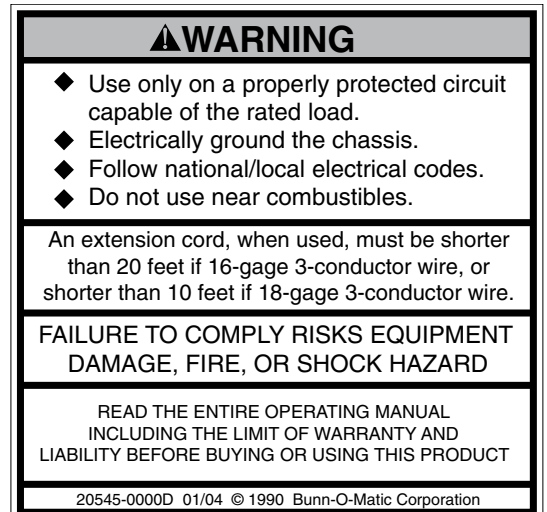 ⚠WARNING
◆ Use only on a properly protected circuit
capable of the rated load.
◆ Electrically ground the chassis.
◆ Follow national/local electrical codes.
◆ Do not use near combustibles.
An extension cord, when used, must be shorter
than 20 feet if 16-gage 3-conductor wire, or
shorter than 10 feet if 18-gage 3-conductor wire.
FAILURE TO COMPLY RISKS EQUIPMENT
DAMAGE, FIRE, OR SHOCK HAZARD
READ THE ENTIRE OPERATING MANUAL
INCLUDING THE LIMIT OF WARRANTY AND
LIABILITY BEFORE BUYING OR USING THIS PRODUCT
20545-0000D 01/04 © 1990 Bunn-O-Matic Corporation